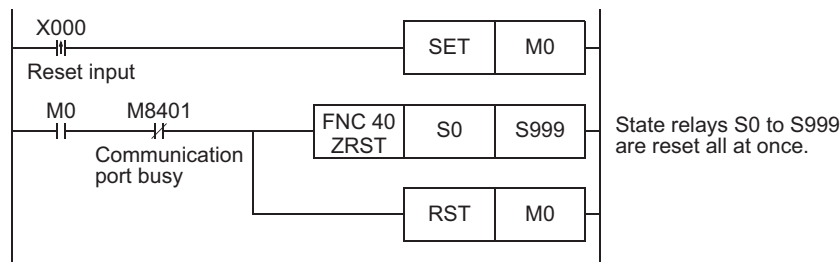 X000
SET M0
Reset input
M0 M8401
FNC 40
ZRST
S0 S999
Communication
port busy
State relays S0 to S999
are reset all at once.
RST M0